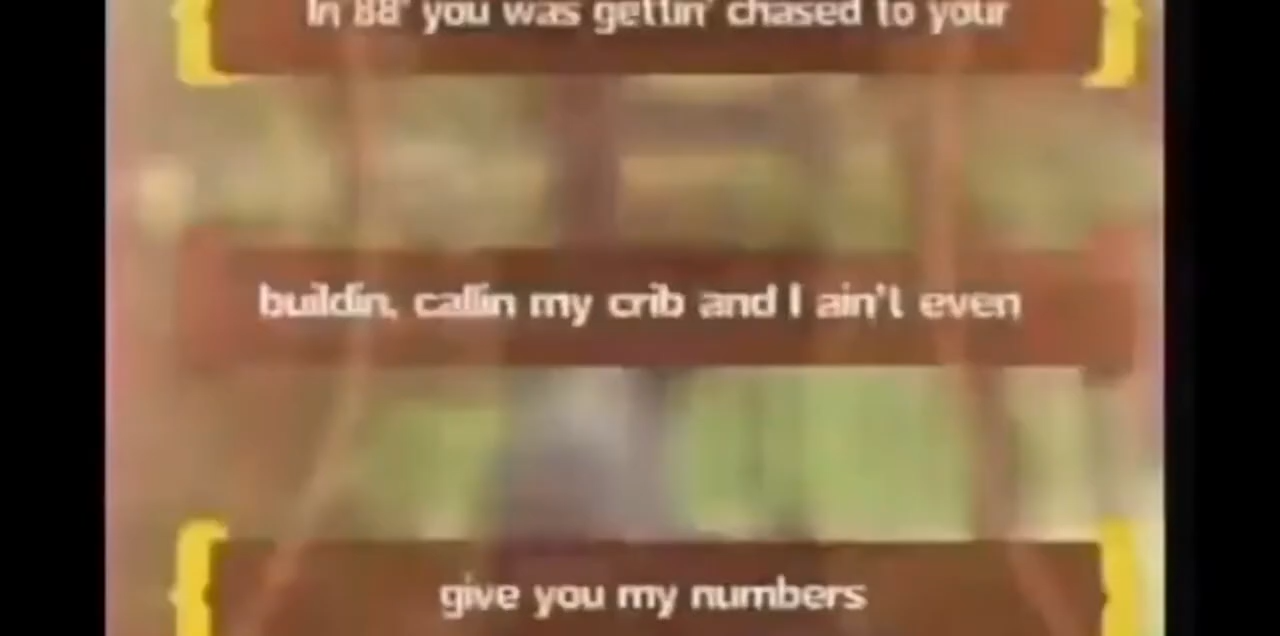 In 88' you was gettin' chased to your
buildin, callin my crib and I ain't even
give you my numbers